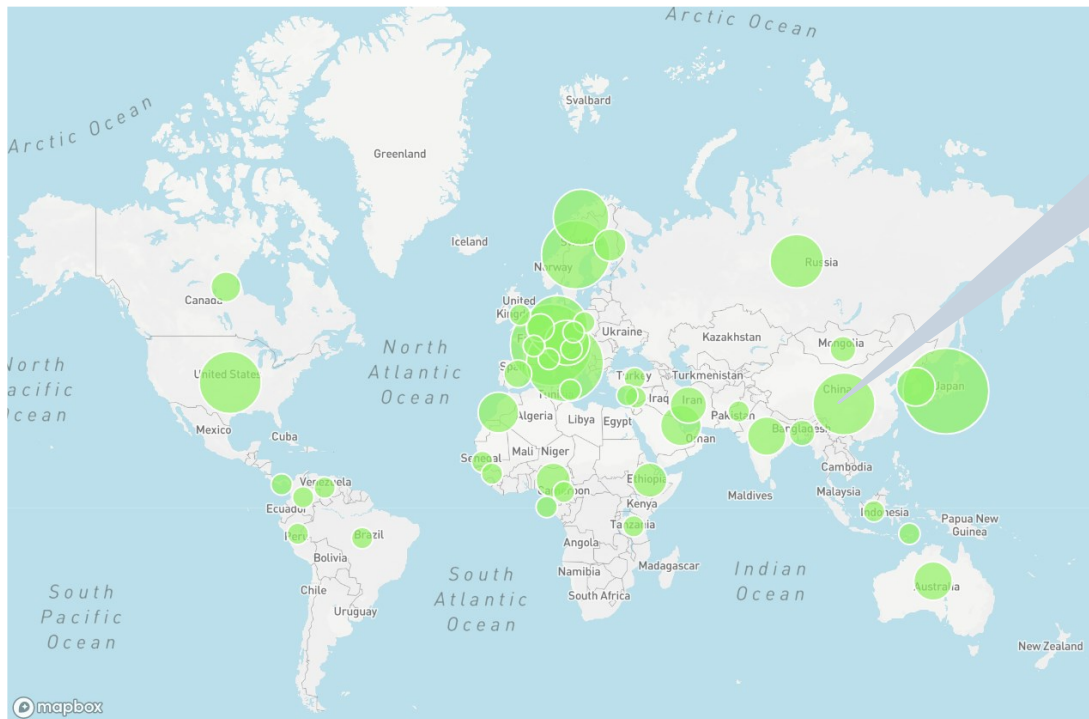 Arctic Ocean
Svalbard
Arctic Ocean
Greenland
Iceland
Norway
Russia
Canada
United
Ukraine
Kazakhstan
Mongolia
North
Pacific
Ocean
United States
North
Atlantic
Ocean
Turkey
Turkmenistan
China
Japan
Iraq
Iran
Algeria
Libya
Egypt
Pakistan
Mexico
Cuba
Oman
Bangladesh
Mali
Niger
Senegal
Cambodia
Venezuela
Cameroon
Ethiopia
Maldives
Malaysia
Ecuador
Kenya
Indonesia
Papua New
Guinea
Peru
Brazil
Tanzania
Angola
Bolivia
Namibia
Madagascar
South
Atlantic
Ocean
Indian
Ocean
South
Pacific
Ocean
Chile
South Africa
Australia
Uruguay
New Zealand
mapbox